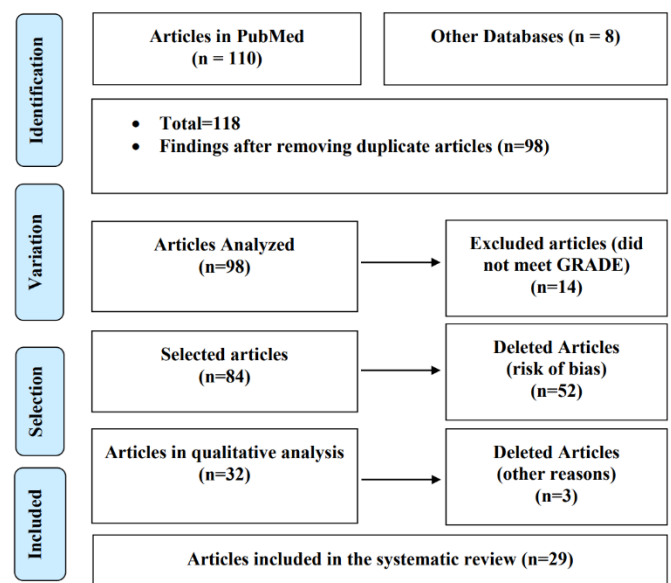 Identification
Articles in PubMed
(n = 110)
Other Databases (n = 8)
• Total=118
• Findings after removing duplicate articles (n=98)
Variation
Articles Analyzed
(n=98)
Excluded articles (did
not meet GRADE)
(n=14)
Selection
Selected articles
(n=84)
Deleted Articles
(risk of bias)
(n=52)
Included
Articles in qualitative analysis
(n=32)
Deleted Articles
(other reasons)
(n=3)
Articles included in the systematic review (n=29)